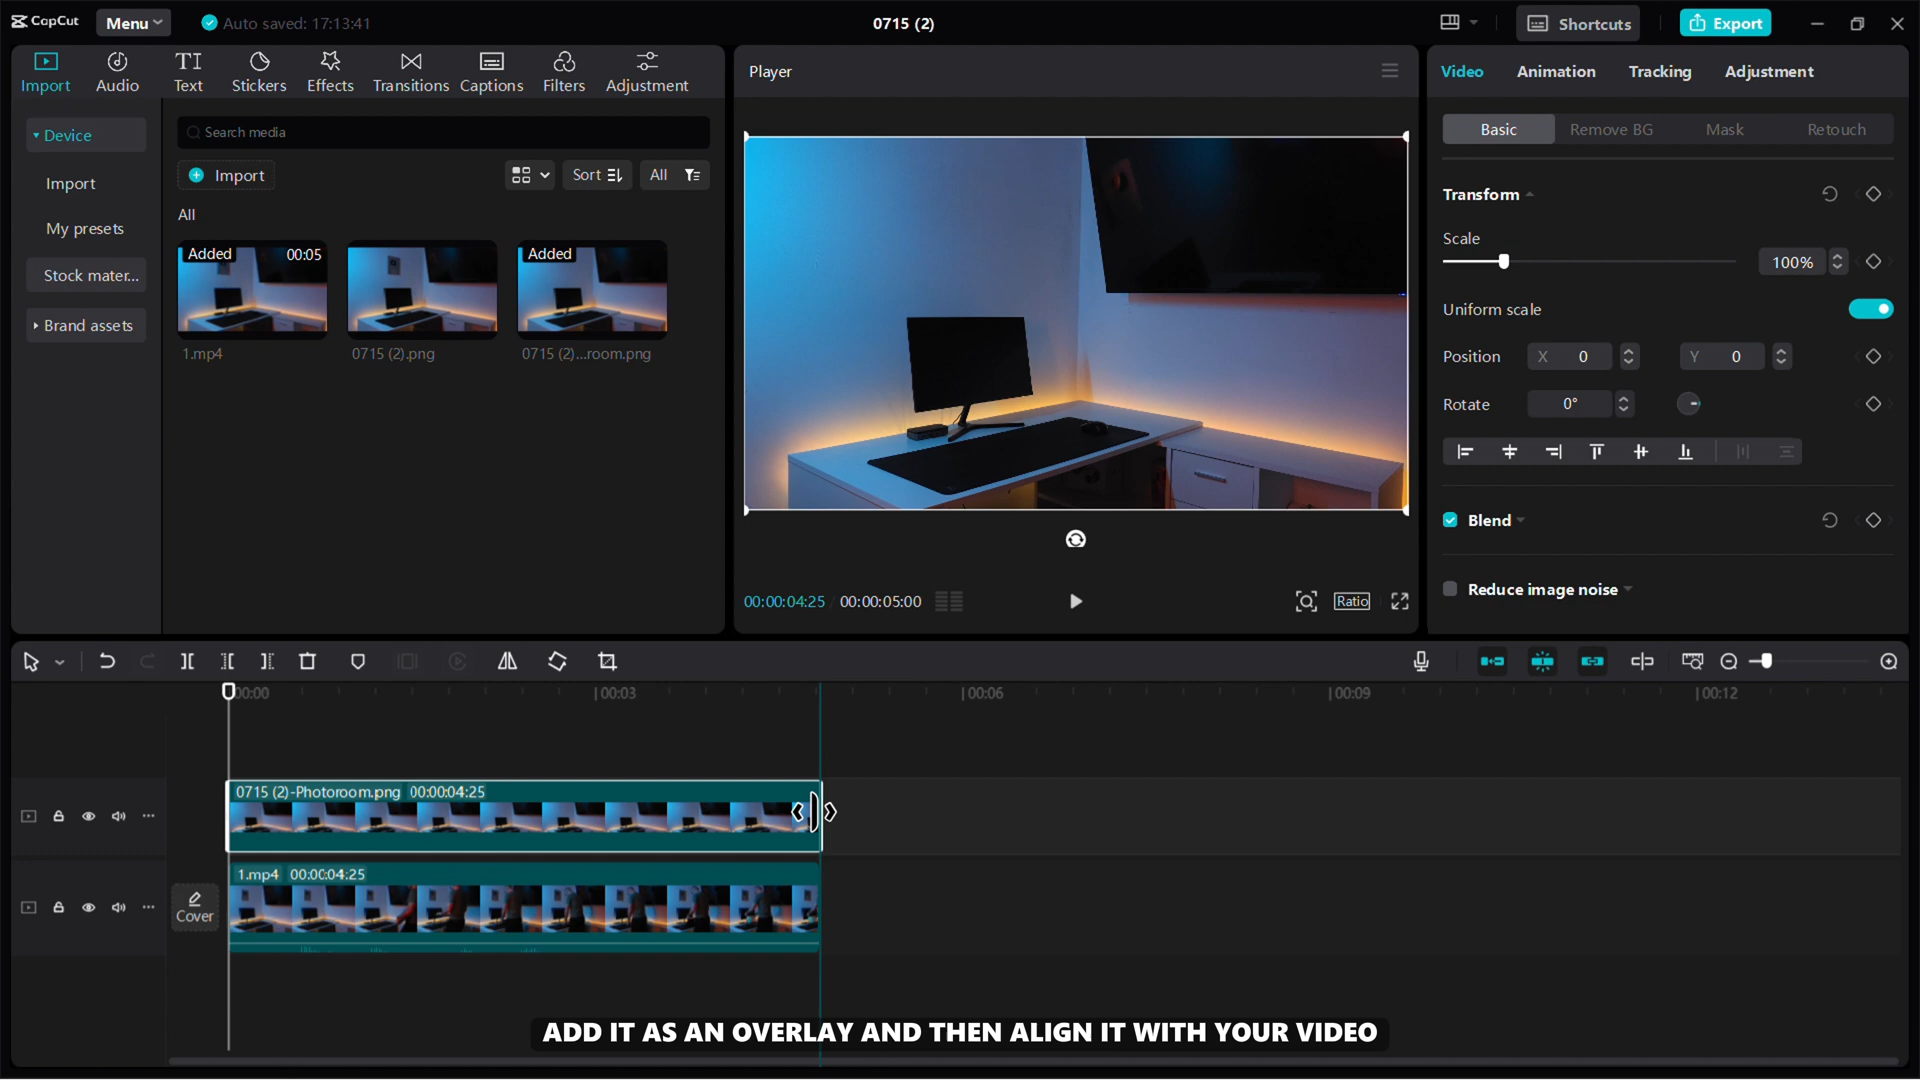 CapCut
Menu
Auto saved: 17:13:41
0715 (2)
Shortcuts
Export
Import
Audio
TI
Text
Stickers
Effects
Transitions
Captions
Filters
Adjustment
Player
Video
Animation
Tracking
Adjustment
Device
Import
My presets
Stock mater...
Brand assets
Search media
Import
Sort
All
All
Added
00:05
Added
1.mp4
0715 (2).png
0715 (2)...room.png
Basic
Remove BG
Mask
Retouch
Transform
Scale
100%
Uniform scale
Position
X 0
Y 0
Rotate
0°
Blend
Reduce image noise
00:00:04:25
00:00:05:00
Ratio
00:00
00:03
00:06
00:09
00:12
0715 (2)-Photoroom.png 00:00:04:25
1.mp4 00:00:04:25
Cover
ADD IT AS AN OVERLAY AND THEN ALIGN IT WITH YOUR VIDEO